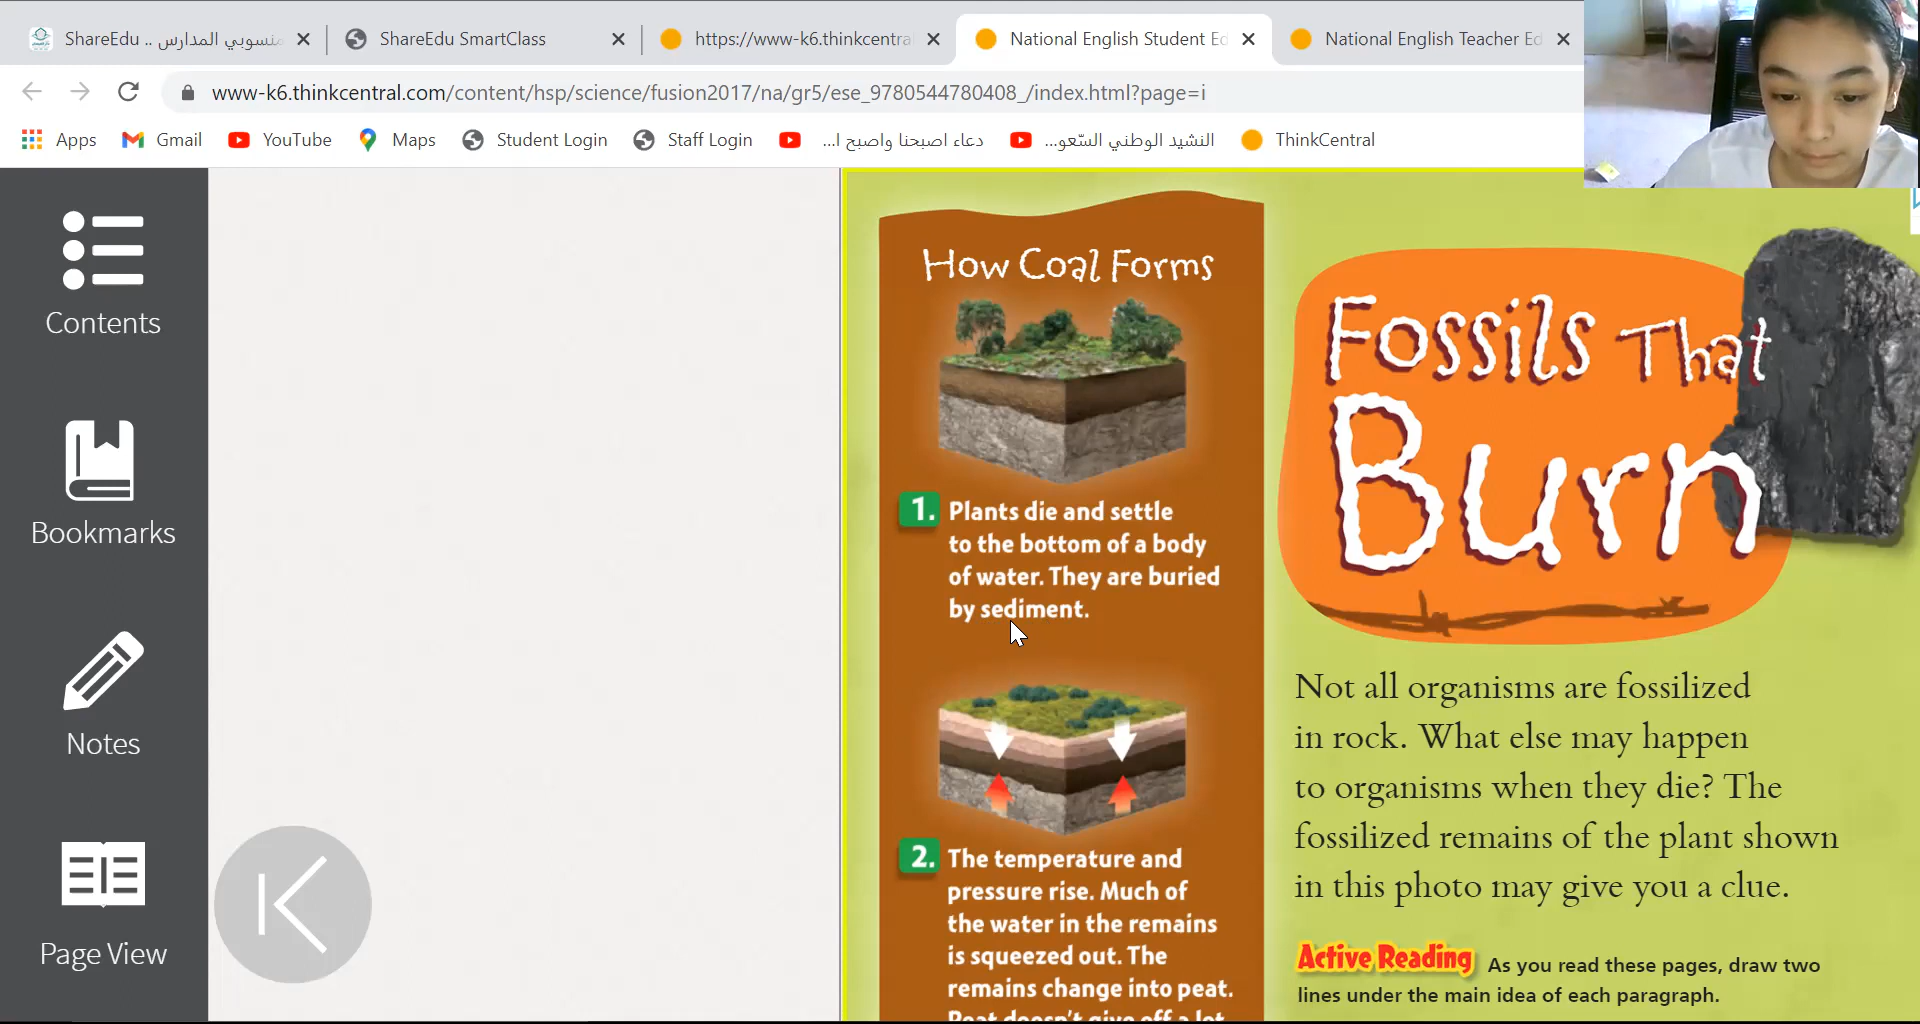 ShareEdu .. منسوبي المدارس
ShareEdu SmartClass
https://www-k6.thinkcentral
National English Student Ed
National English Teacher Ed
www-k6.thinkcentral.com/content/hsp/science/fusion2017/na/gr5/ese_9780544780408_/index.html?page=i
Apps
Gmail
YouTube
Maps
Student Login
Staff Login
دعاء اصبحنا واصبح ا...
النشيد الوطني السّعو...
ThinkCentral
Contents
Bookmarks
Notes
Page View
How Coal Forms
1. Plants die and settle
to the bottom of a body
of water. They are buried
by sediment.
2. The temperature and
pressure rise. Much of
the water in the remains
is squeezed out. The
remains change into peat.
Peat doesn't give off a lot
Fossils That
Burn
Not all organisms are fossilized
in rock. What else may happen
to organisms when they die? The
fossilized remains of the plant shown
in this photo may give you a clue.
Active Reading As you read these pages, draw two
lines under the main idea of each paragraph.